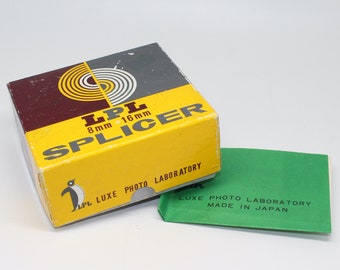 LPL
8mm 16mm
SPLICER
LPL LUXE PHOTO LABORATORY
LUXE PHOTO LABORATORY
MADE IN JAPAN